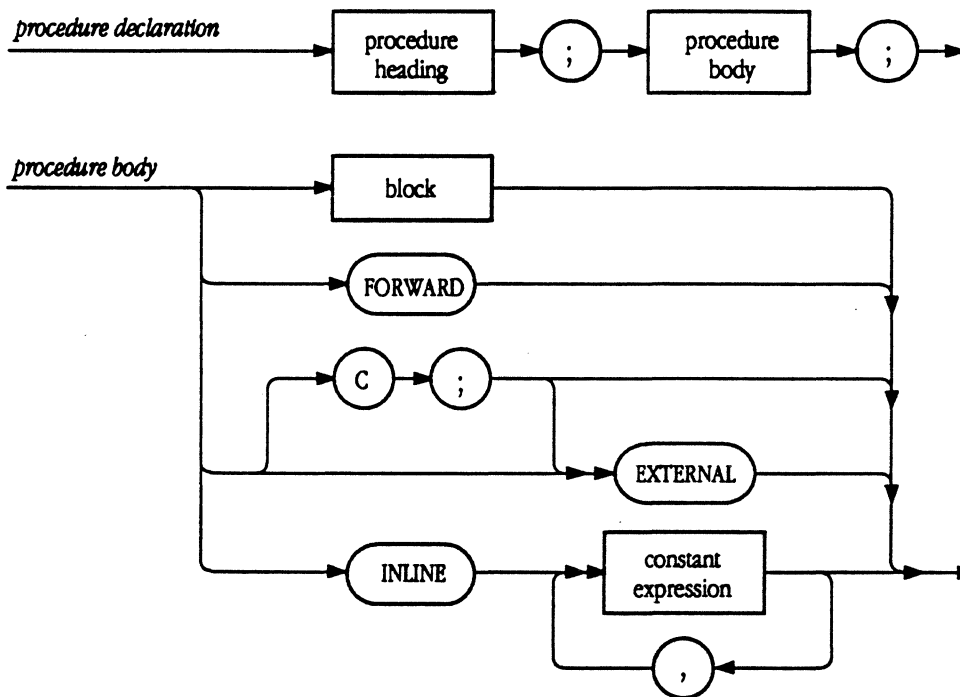 procedure declaration
procedure
heading
;
procedure
body
;
procedure body
block
FORWARD
C
;
EXTERNAL
INLINE
constant
expression
,